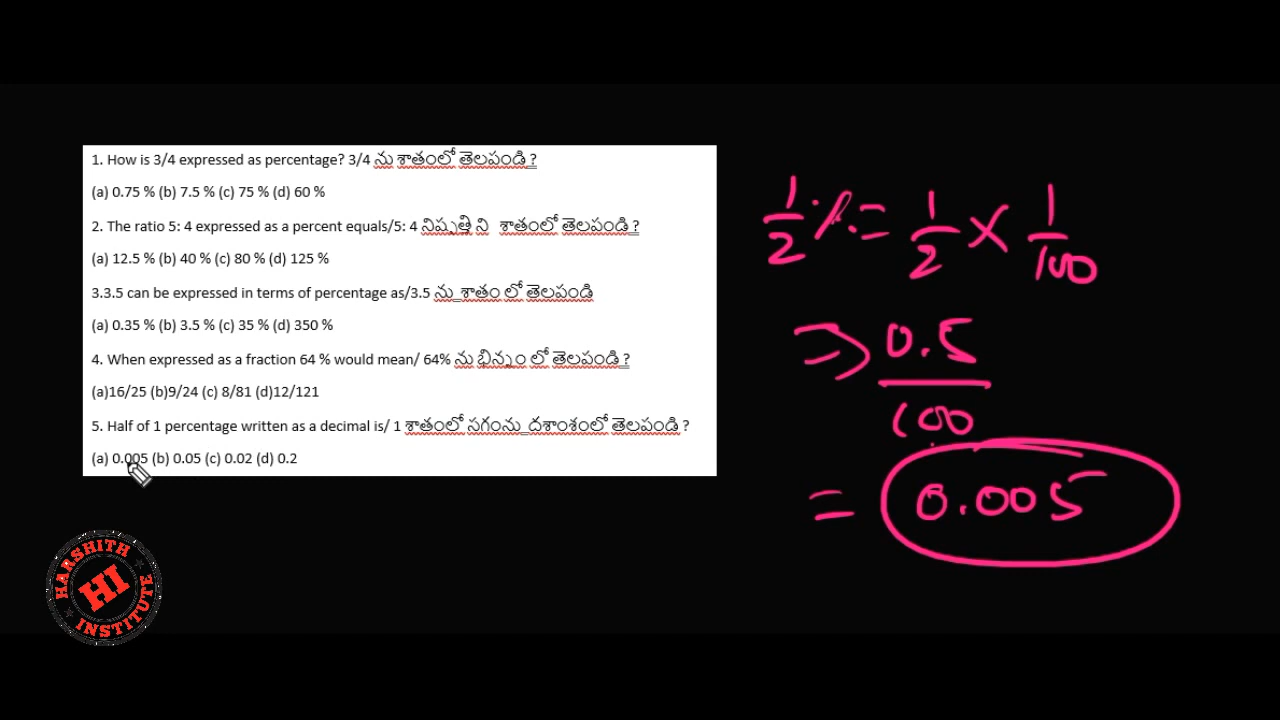 1. How is 3/4 expressed as percentage? 3/4 ను శాతంలో తెలపండి ?
(a) 0.75 % (b) 7.5 % (c) 75 % (d) 60 %
2. The ratio 5: 4 expressed as a percent equals/5: 4 నిష్పత్తి ని శాతంలో తెలపండి ?
(a) 12.5 % (b) 40 % (c) 80 % (d) 125 %
3.3.5 can be expressed in terms of percentage as/3.5 ను శాతం లో తెలపండి
(a) 0.35 % (b) 3.5 % (c) 35 % (d) 350 %
4. When expressed as a fraction 64 % would mean/ 64% ను భిన్నం లో తెలపండి ?
(a)16/25 (b)9/24 (c) 8/81 (d)12/121
5. Half of 1 percentage written as a decimal is/ 1 శాతంలో సగంను దశాంశంలో తెలపండి ?
(a) 0.005 (b) 0.05 (c) 0.02 (d) 0.2
1/2 % = 1/2 × 1/100
⇒ 0.5/100
= 0.005
HARSHITH
HI
INSTITUTE